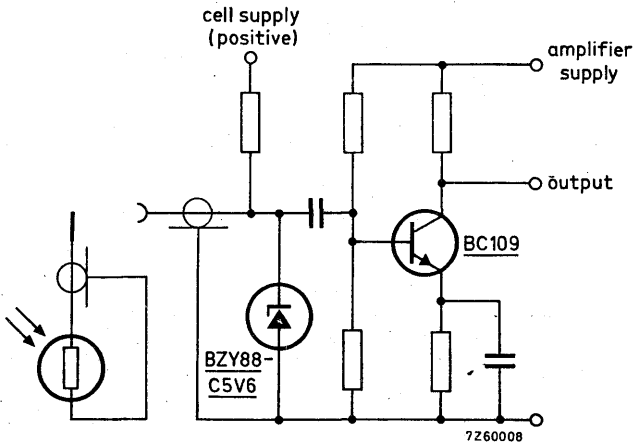 cell supply
(positive)
amplifier
supply
output
BC109
BZY88-
C5V6
7Z60008